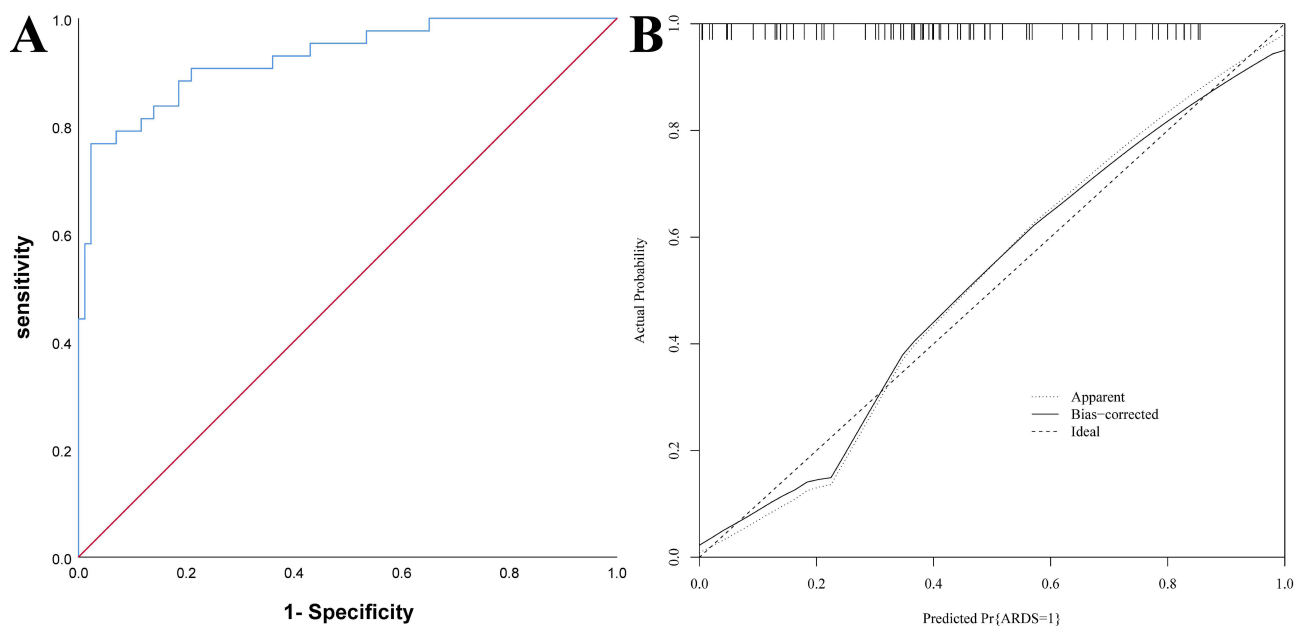 A
1.0
0.8
0.6
0.4
0.2
0.0
sensitivity
0.0 0.2 0.4 0.6 0.8 1.0
1- Specificity
B
1.0
0.8
0.6
0.4
0.2
0.0
Actual Probability
Apparent
Bias-corrected
Ideal
0.0 0.2 0.4 0.6 0.8 1.0
Predicted Pr{ARDS=1}